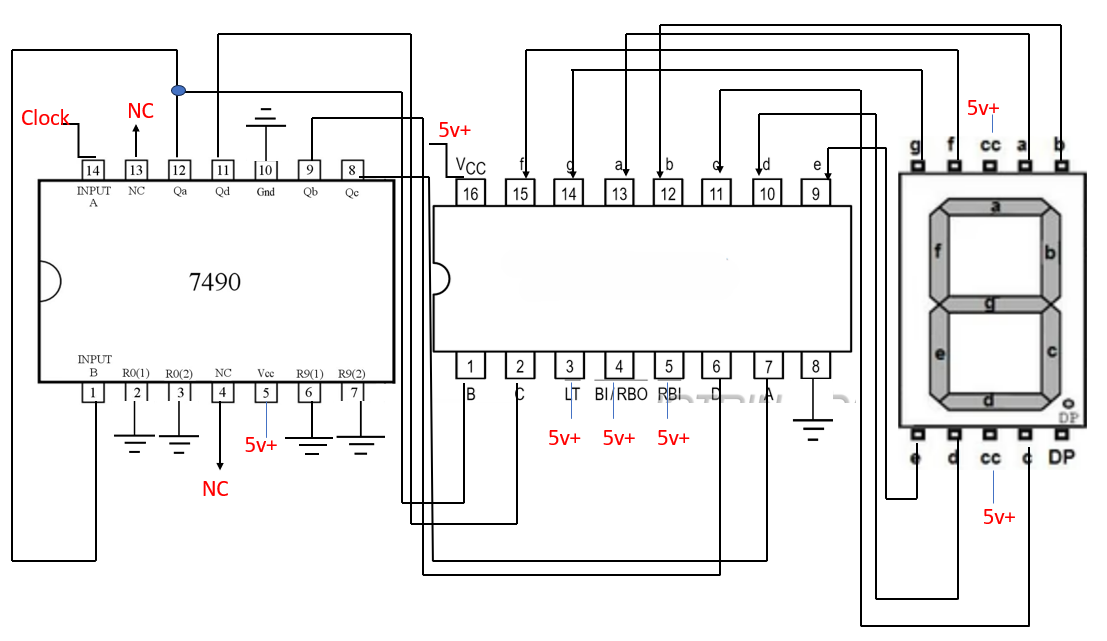 g f cc a b
5v+
Clock
NC
5v+
14 13 12 11 10 9 8
INPUT A NC Qa Qd Gnd Qb Qc
VCC f g a b c d e
16 15 14 13 12 11 10 9
7490
a
f b
g
e c
d
DP
INPUT B R0(1) R0(2) NC Vcc R9(1) R9(2)
1 2 3 4 5 6 7
1 2 3 4 5 6 7 8
B C LT BI/RBO RBI D A
5v+
5v+ 5v+ 5v+
NC
e d cc c DP
5v+